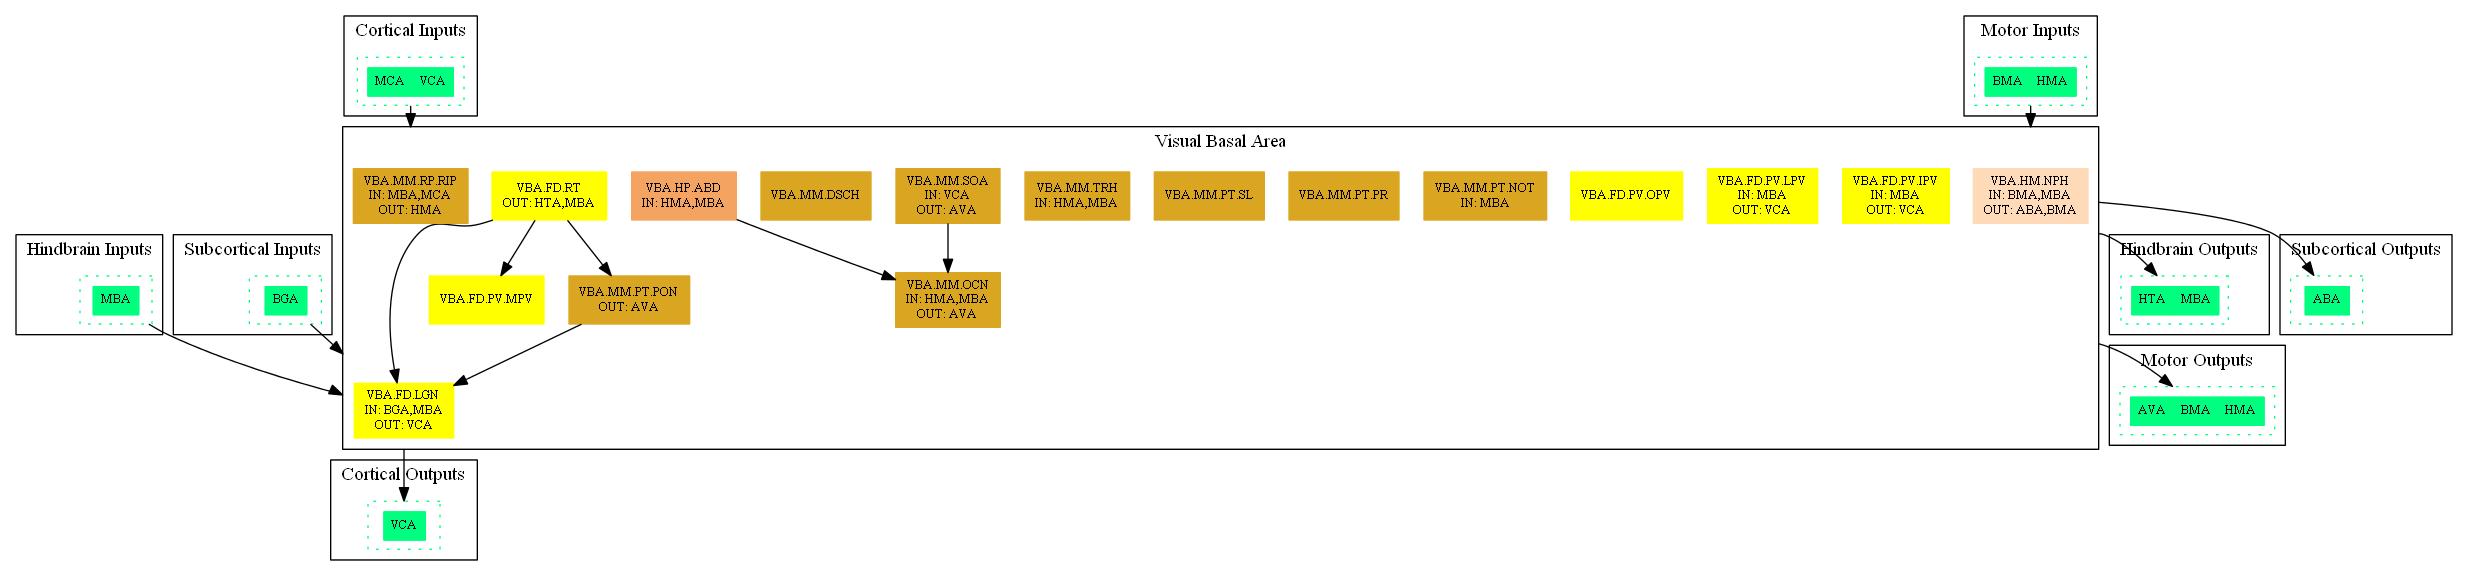 Cortical Inputs
MCA VCA
Motor Inputs
BMA HMA
Visual Basal Area
VBA.MM.RP.RIP
IN: MBA,MCA
OUT: HMA
VBA.FD.RT
OUT: HTA,MBA
VBA.HP.ABD
IN: HMA,MBA
VBA.MM.DSCH
VBA.MM.SOA
IN: VCA
OUT: AVA
VBA.MM.TRH
IN: HMA,MBA
VBA.MM.PT.SL
VBA.MM.PT.PR
VBA.MM.PT.NOT
IN: MBA
VBA.FD.PV.OPV
VBA.FD.PV.LPV
IN: MBA
OUT: VCA
VBA.FD.PV.IPV
IN: MBA
OUT: VCA
VBA.HM.NPH
IN: BMA,MBA
OUT: ABA,BMA
Hindbrain Inputs
MBA
Subcortical Inputs
BGA
VBA.FD.PV.MPV
VBA.MM.PT.PON
OUT: AVA
VBA.MM.OCN
IN: HMA,MBA
OUT: AVA
Hindbrain Outputs
HTA MBA
Subcortical Outputs
ABA
VBA.FD.LGN
IN: BGA,MBA
OUT: VCA
Motor Outputs
AVA BMA HMA
Cortical Outputs
VCA